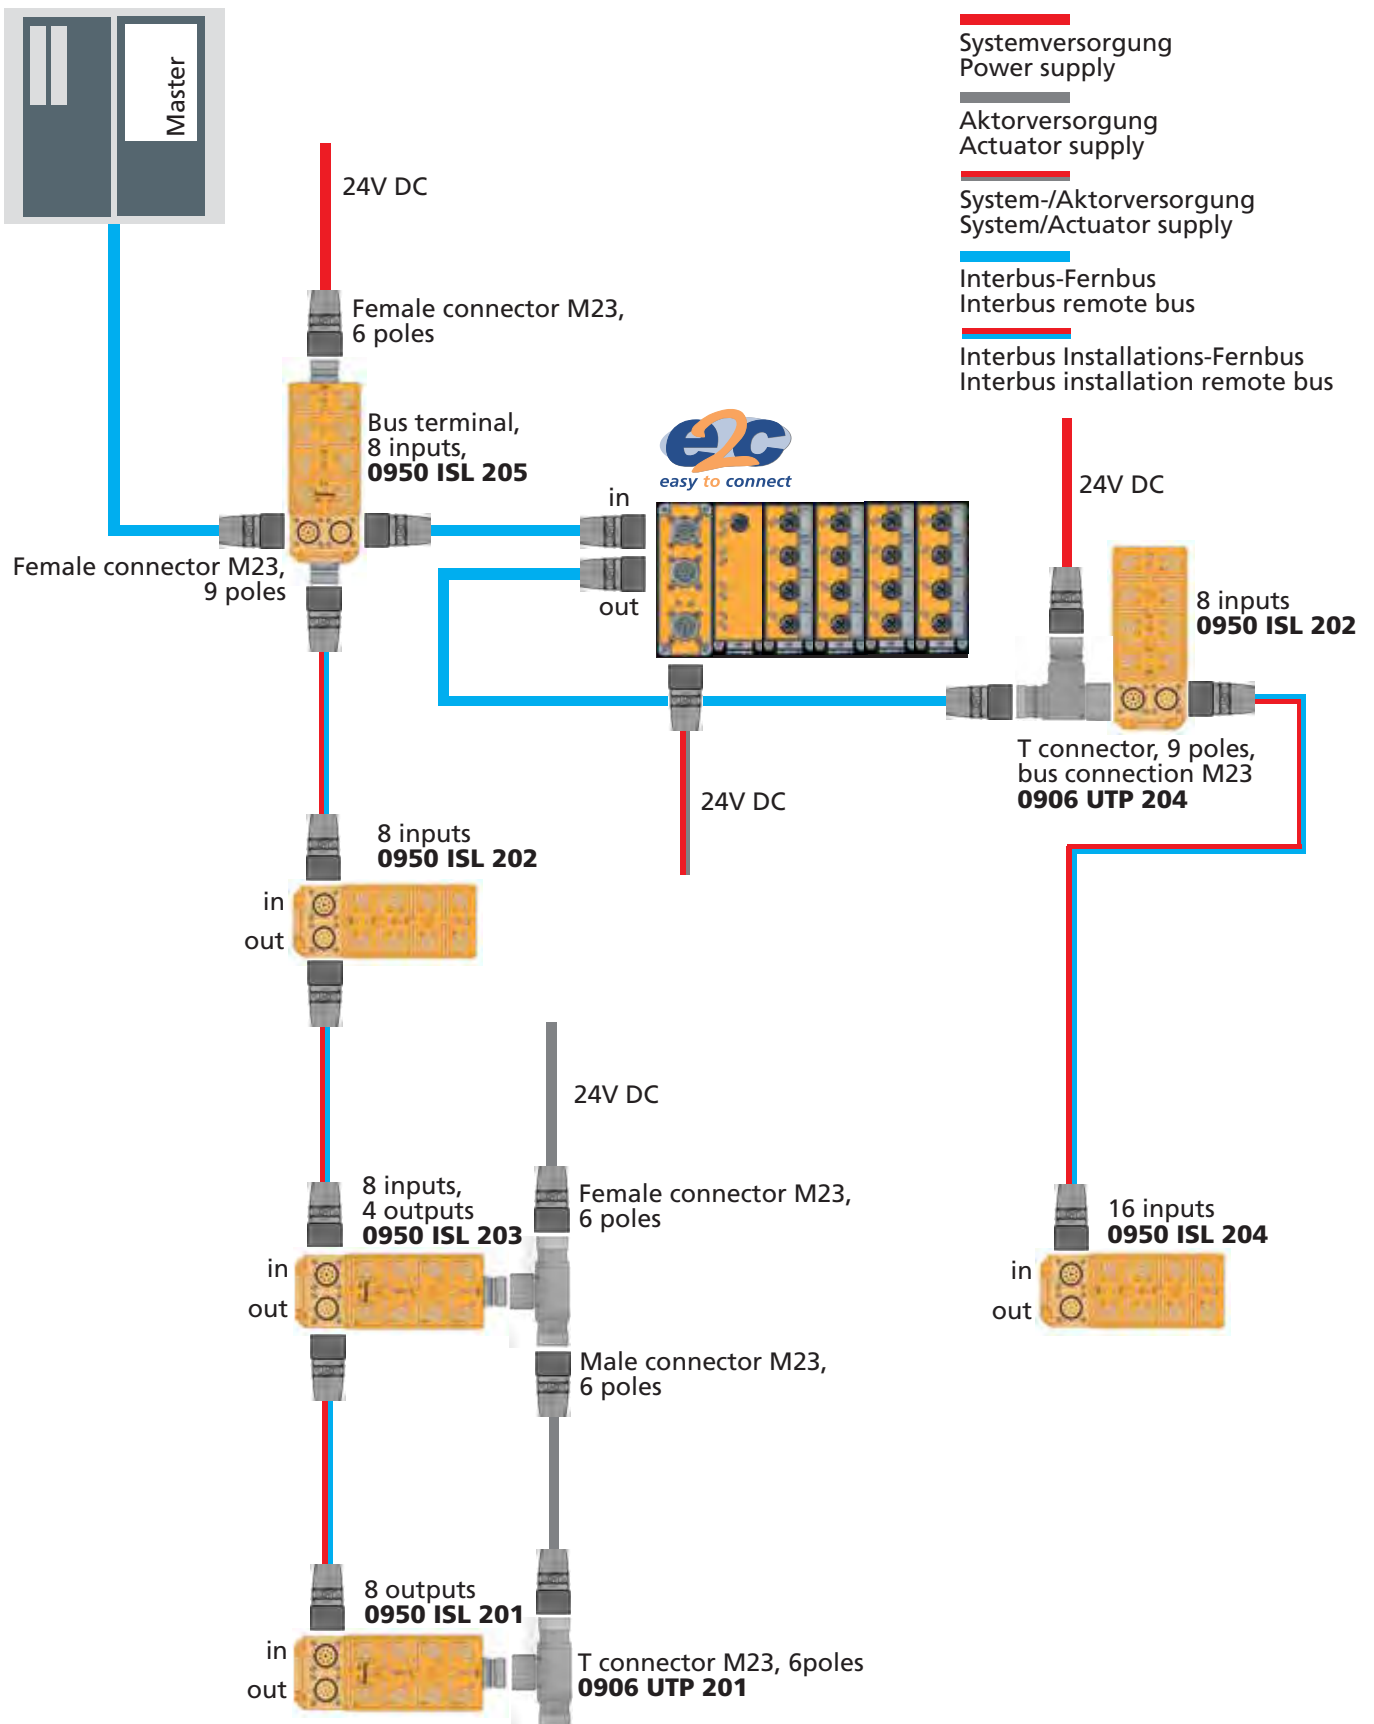 Master
Systemversorgung
Power supply
Aktorversorgung
Actuator supply
System-/Aktorversorgung
System/Actuator supply
Interbus-Fernbus
Interbus remote bus
Interbus Installations-Fernbus
Interbus installation remote bus
24V DC
Female connector M23,
6 poles
Bus terminal,
8 inputs,
0950 ISL 205
e2c
easy to connect
in
out
Female connector M23,
9 poles
24V DC
8 inputs
0950 ISL 202
T connector, 9 poles,
bus connection M23
0906 UTP 204
24V DC
8 inputs
0950 ISL 202
in
out
24V DC
8 inputs,
4 outputs
0950 ISL 203
Female connector M23,
6 poles
in
out
16 inputs
0950 ISL 204
in
out
Male connector M23,
6 poles
8 outputs
0950 ISL 201
in
out
T connector M23, 6poles
0906 UTP 201